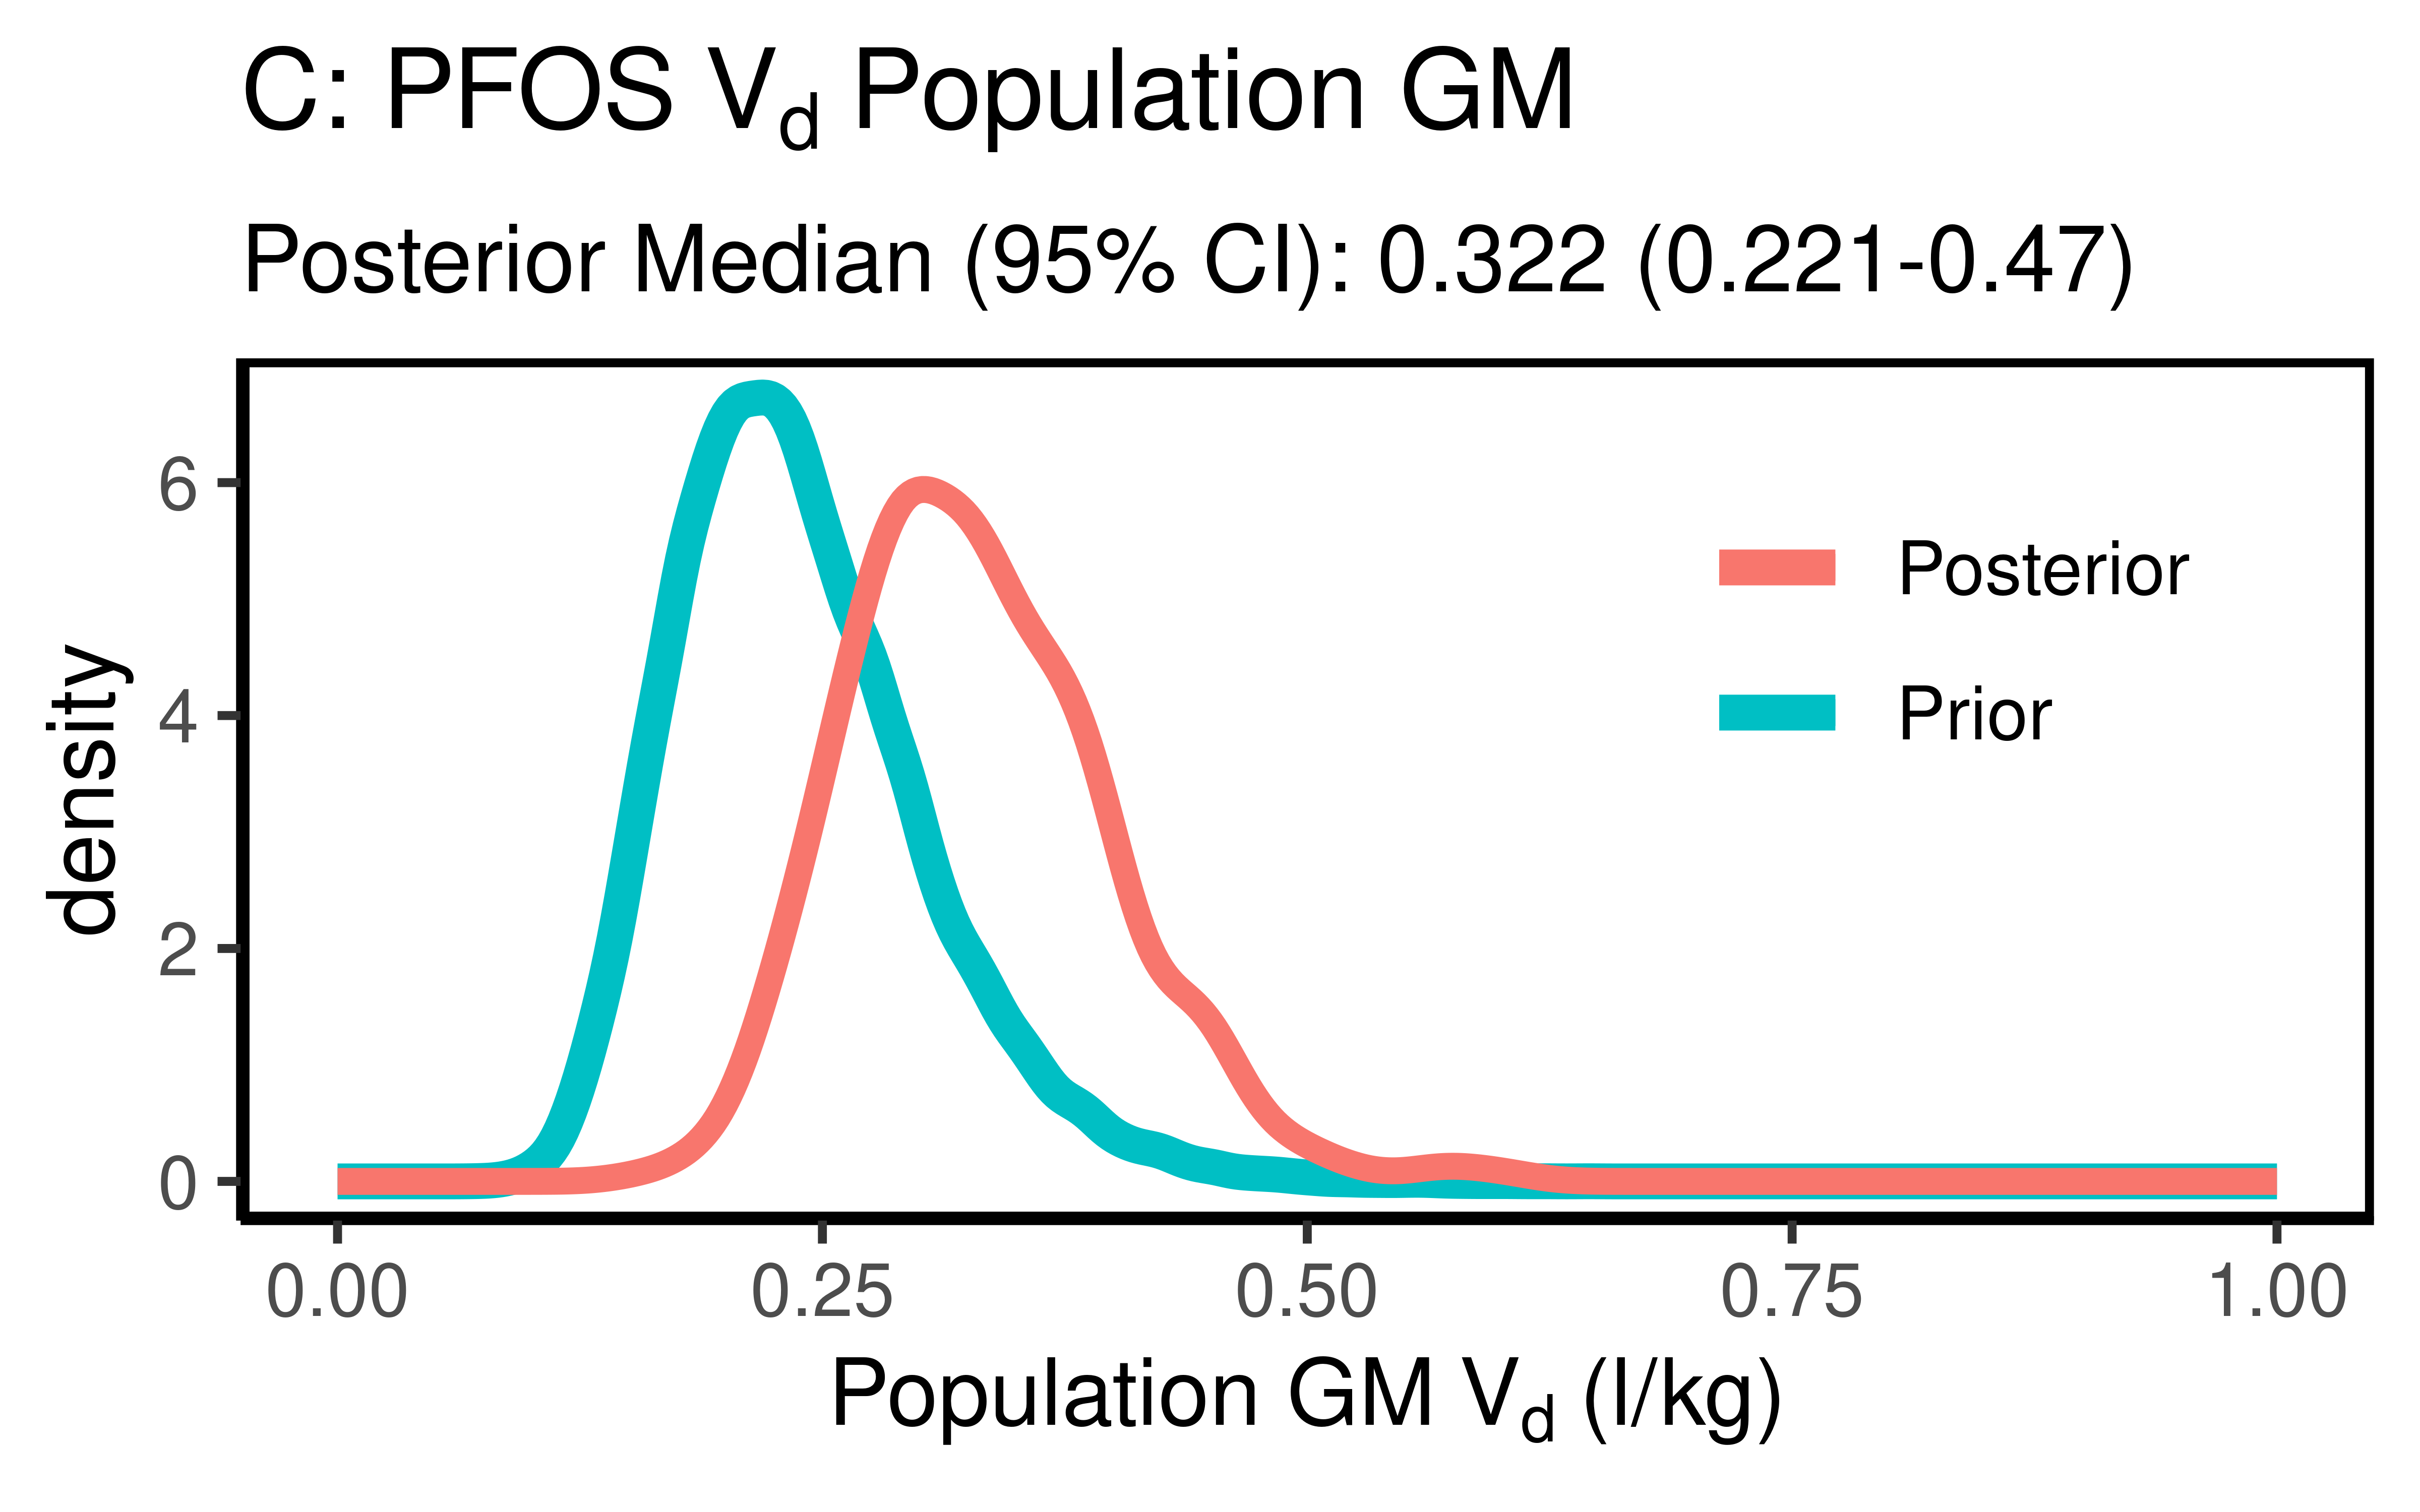 C: PFOS Vd Population GM
Posterior Median (95% CI): 0.322 (0.221-0.47)
density
6
4
2
0
Posterior
Prior
0.00 0.25 0.50 0.75 1.00
Population GM Vd (l/kg)